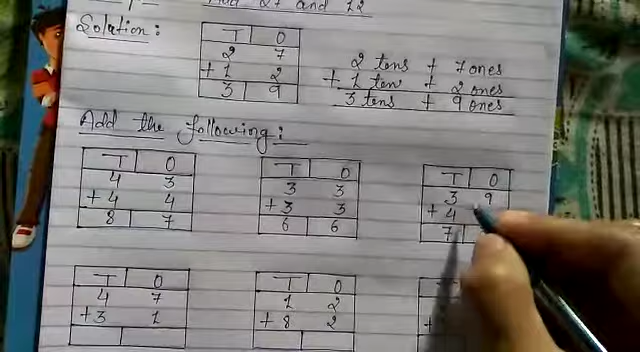 Add 27 and 12
Solution:
T O
2 7
+ 1 2
3 9
2 tens + 7 ones
+ 1 ten + 2 ones
3 tens + 9 ones
Add the following:
T O
4 3
+ 4 4
8 7
T O
3 3
+ 3 3
6 6
T O
3 9
+ 4
7
T O
4 7
+ 3 1
T O
1 2
+ 8 2